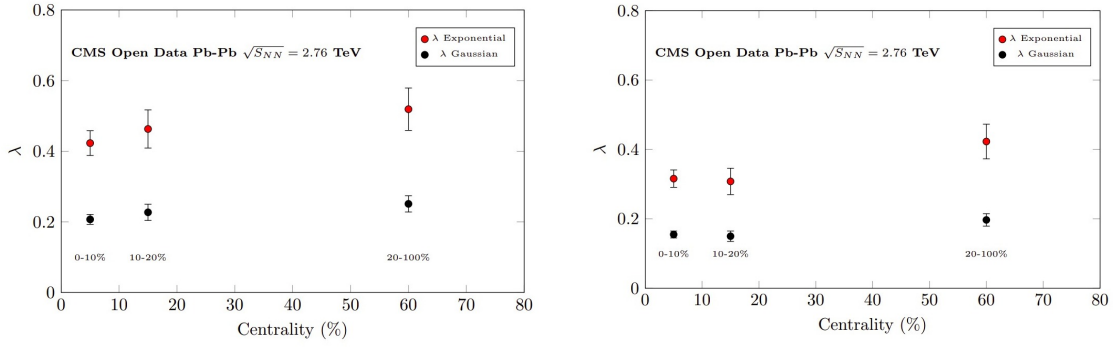 0.8
CMS Open Data Pb-Pb √S_NN = 2.76 TeV
λ Exponential
λ Gaussian
0.6
0.4
λ
0.2
0-10%
10-20%
20-100%
0
0 10 20 30 40 50 60 70 80
Centrality (%)
0.8
CMS Open Data Pb-Pb √S_NN = 2.76 TeV
λ Exponential
λ Gaussian
0.6
0.4
λ
0.2
0-10%
10-20%
20-100%
0
0 10 20 30 40 50 60 70 80
Centrality (%)